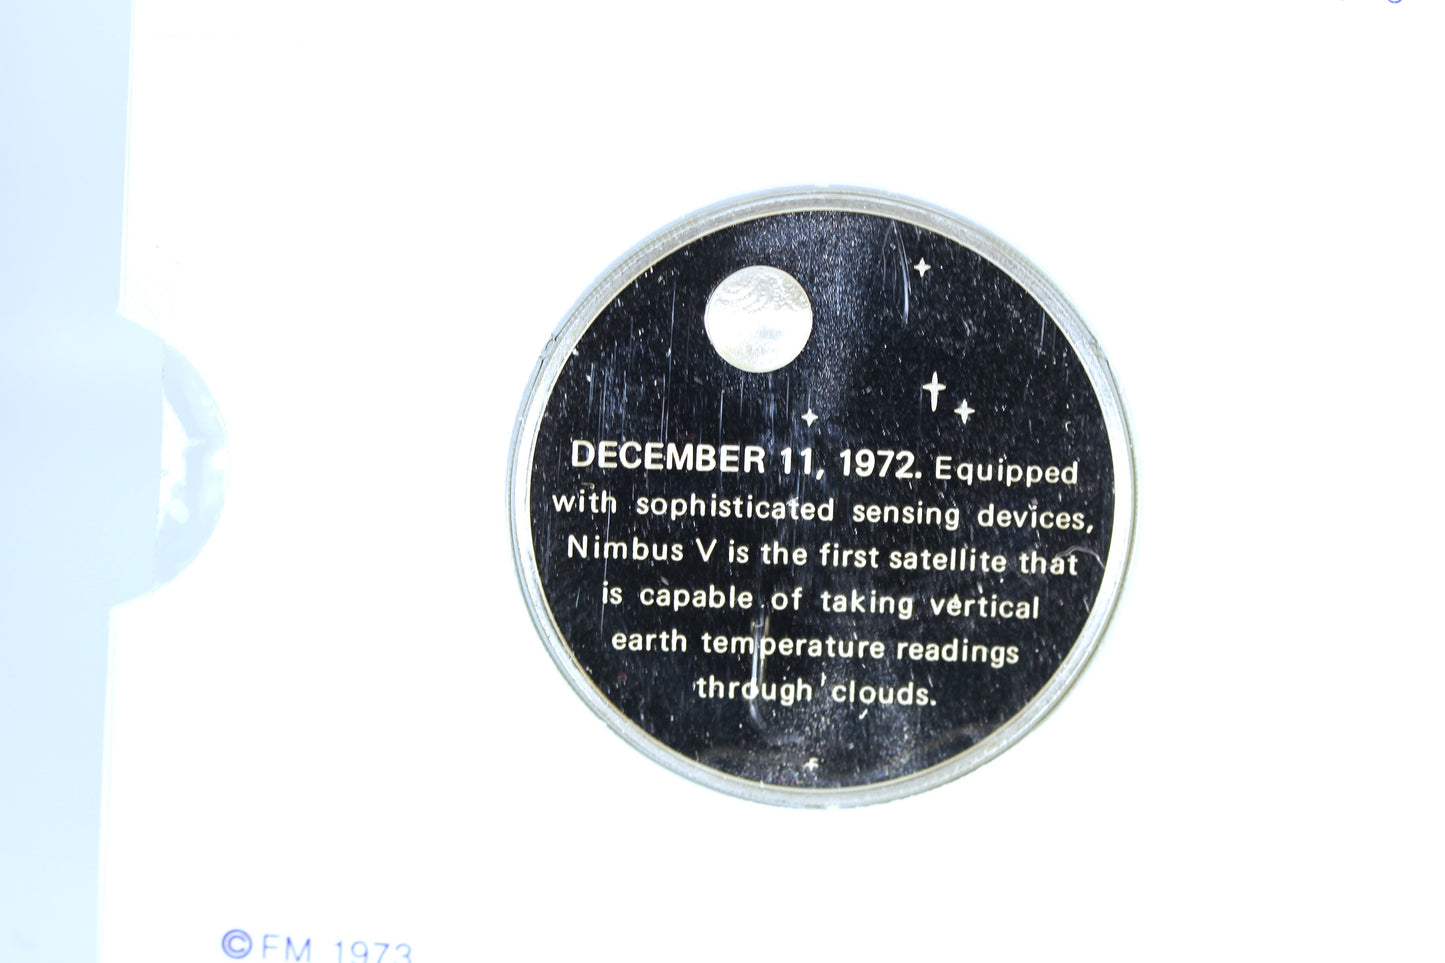 DECEMBER 11, 1972. Equipped
with sophisticated sensing devices,
Nimbus V is the first satellite that
is capable of taking vertical
earth temperature readings
through clouds.
© FM 1973